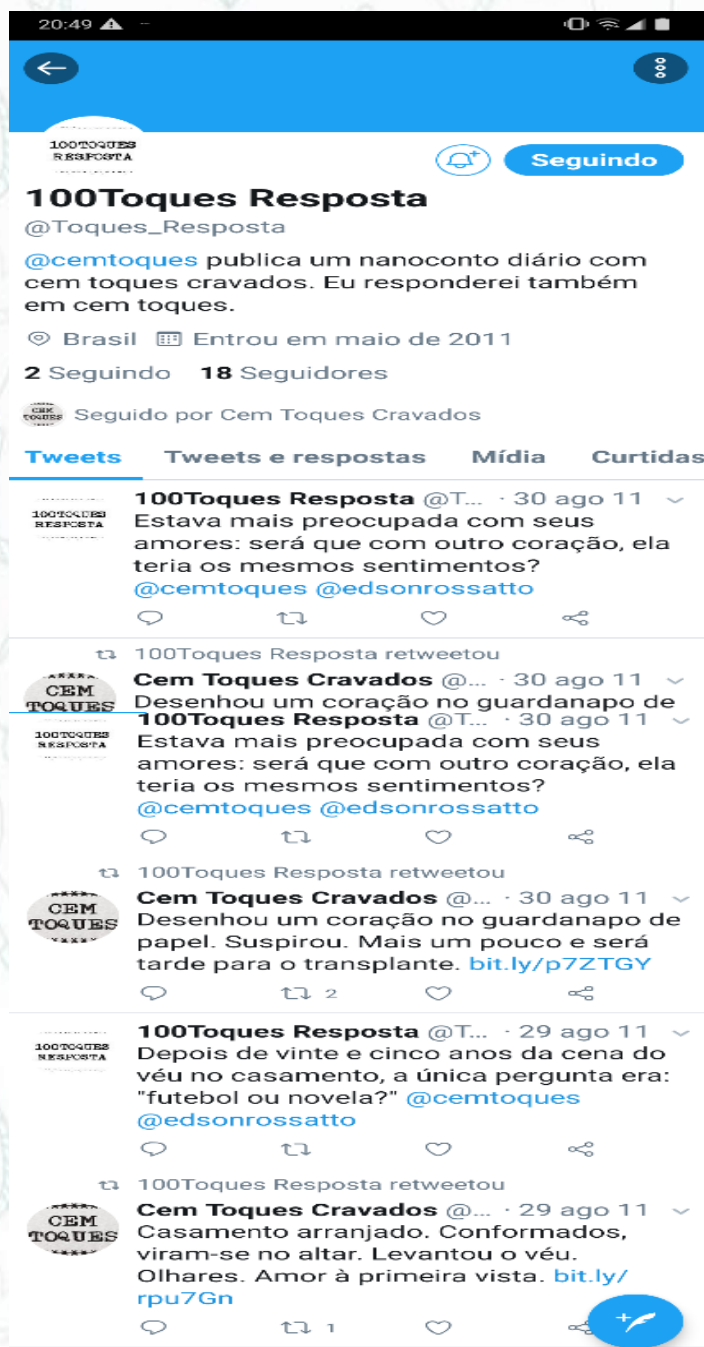 20:49
100TOQUES
RESPOSTA
Seguindo
100Toques Resposta
@Toques_Resposta
@cemtoques publica um nanoconto diário com
cem toques cravados. Eu responderei também
em cem toques.
Brasil Entrou em maio de 2011
2 Seguindo 18 Seguidores
CEM
TOQUES
Seguido por Cem Toques Cravados
Tweets Tweets e respostas Mídia Curtidas
100TOQUES
RESPOSTA
100Toques Resposta @T... · 30 ago 11
Estava mais preocupada com seus
amores: será que com outro coração, ela
teria os mesmos sentimentos?
@cemtoques @edsonrossatto
100Toques Resposta retweetou
CEM
TOQUES
Cem Toques Cravados @... · 30 ago 11
Desenhou um coração no guardanapo de
100TOQUES
RESPOSTA
100Toques Resposta @T... · 30 ago 11
Estava mais preocupada com seus
amores: será que com outro coração, ela
teria os mesmos sentimentos?
@cemtoques @edsonrossatto
100Toques Resposta retweetou
CEM
TOQUES
Cem Toques Cravados @... · 30 ago 11
Desenhou um coração no guardanapo de
papel. Suspirou. Mais um pouco e será
tarde para o transplante. bit.ly/p7ZTGY
2
100TOQUES
RESPOSTA
100Toques Resposta @T... · 29 ago 11
Depois de vinte e cinco anos da cena do
véu no casamento, a única pergunta era:
"futebol ou novela?" @cemtoques
@edsonrossatto
100Toques Resposta retweetou
CEM
TOQUES
Cem Toques Cravados @... · 29 ago 11
Casamento arranjado. Conformados,
viram-se no altar. Levantou o véu.
Olhares. Amor à primeira vista. bit.ly/
rpu7Gn
1